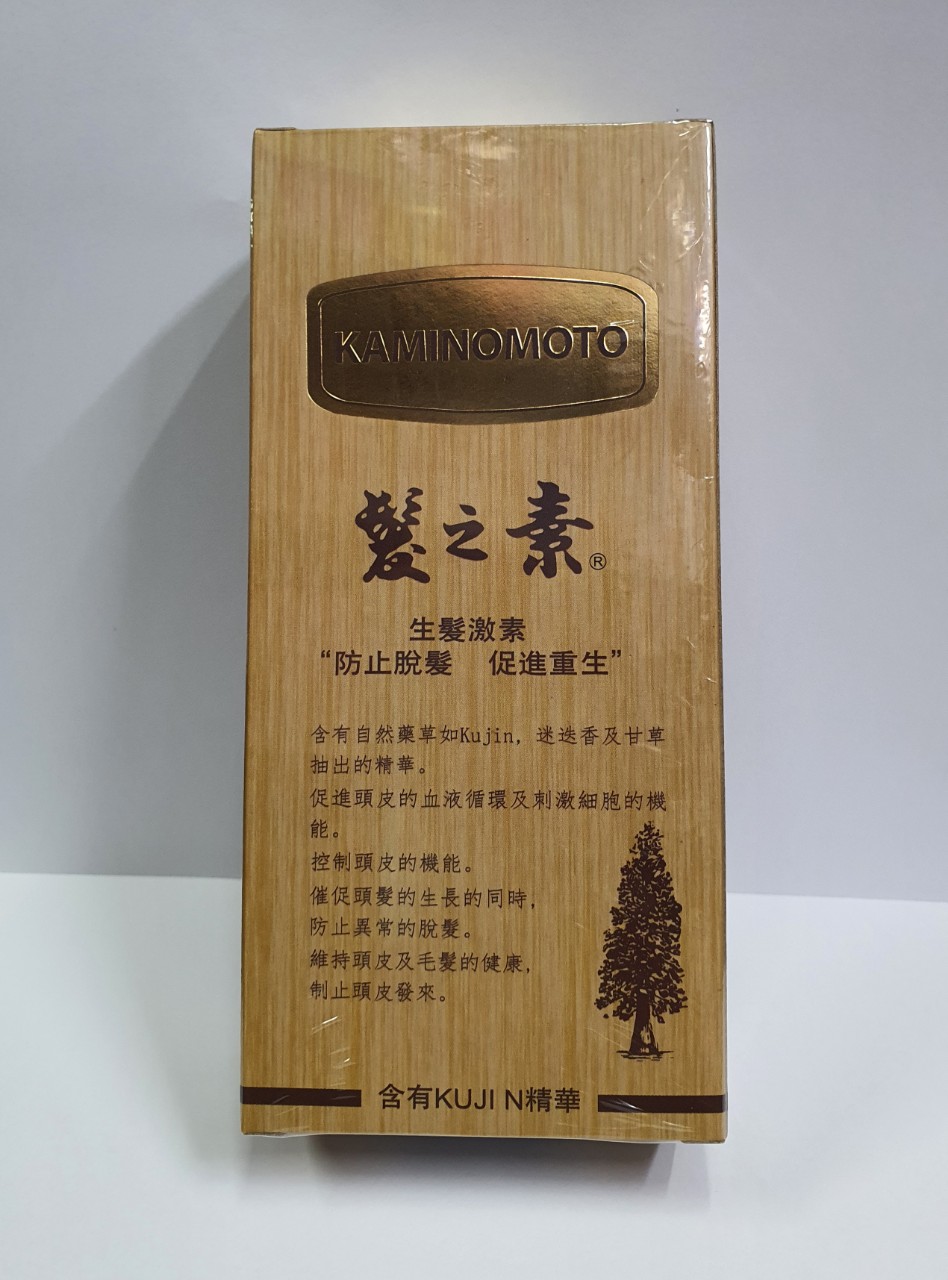 KAMINOMOTO
髮之素®
生髮激素
“防止脫髮 促進重生”
含有自然藥草如Kujin, 迷迭香及甘草
抽出的精華。
促進頭皮的血液循環及刺激細胞的機
能。
控制頭皮的機能。
催促頭髮的生長的同時,
防止異常的脫髮。
維持頭皮及毛髮的健康,
制止頭皮發來。
含有KUJI N精華